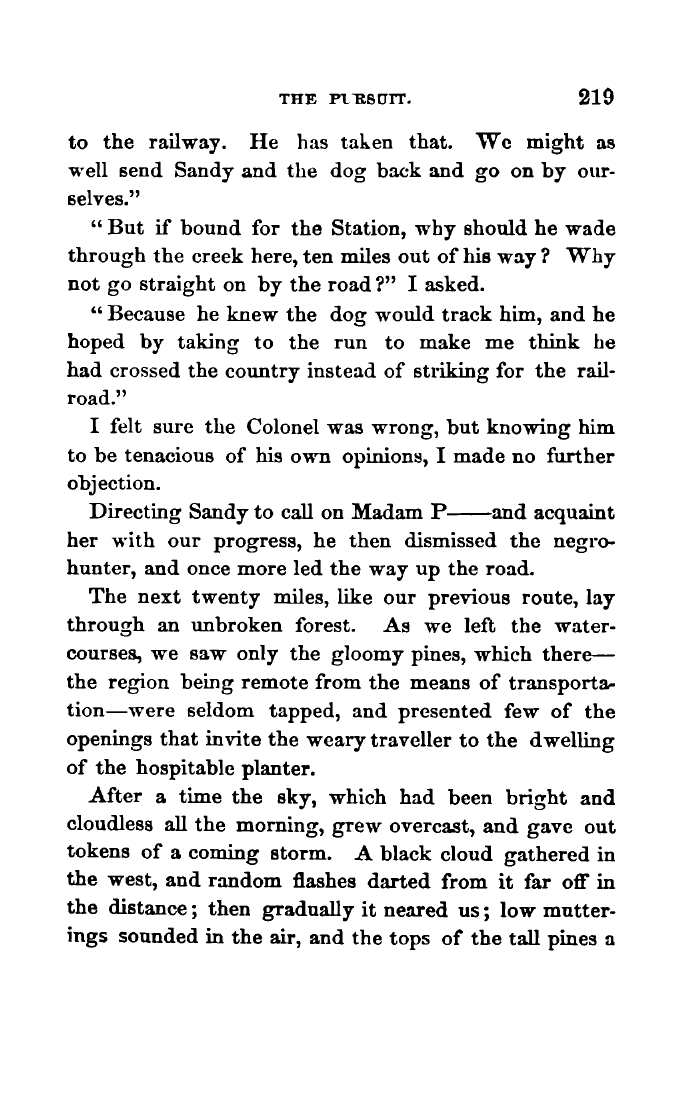 THE PURSUIT. 219
to the railway. He has taken that. We might as
well send Sandy and the dog back and go on by our-
selves.”
“But if bound for the Station, why should he wade
through the creek here, ten miles out of his way? Why
not go straight on by the road?” I asked.
“Because he knew the dog would track him, and he
hoped by taking to the run to make me think he
had crossed the country instead of striking for the rail-
road.”
I felt sure the Colonel was wrong, but knowing him
to be tenacious of his own opinions, I made no further
objection.
Directing Sandy to call on Madam P——and acquaint
her with our progress, he then dismissed the negro-
hunter, and once more led the way up the road.
The next twenty miles, like our previous route, lay
through an unbroken forest. As we left the water-
courses, we saw only the gloomy pines, which there—
the region being remote from the means of transporta-
tion—were seldom tapped, and presented few of the
openings that invite the weary traveller to the dwelling
of the hospitable planter.
After a time the sky, which had been bright and
cloudless all the morning, grew overcast, and gave out
tokens of a coming storm. A black cloud gathered in
the west, and random flashes darted from it far off in
the distance; then gradually it neared us; low mutter-
ings sounded in the air, and the tops of the tall pines a